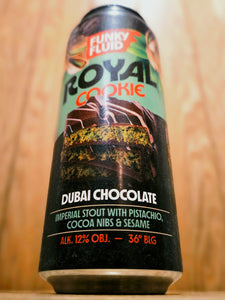 FUNKY
FLUID
ROYAL
COOKIE
DUBAI CHOCOLATE
IMPERIAL STOUT WITH PISTACHIO,
COCOA NIBS & SESAME
ALK. 12% OBJ. — 36° BLG